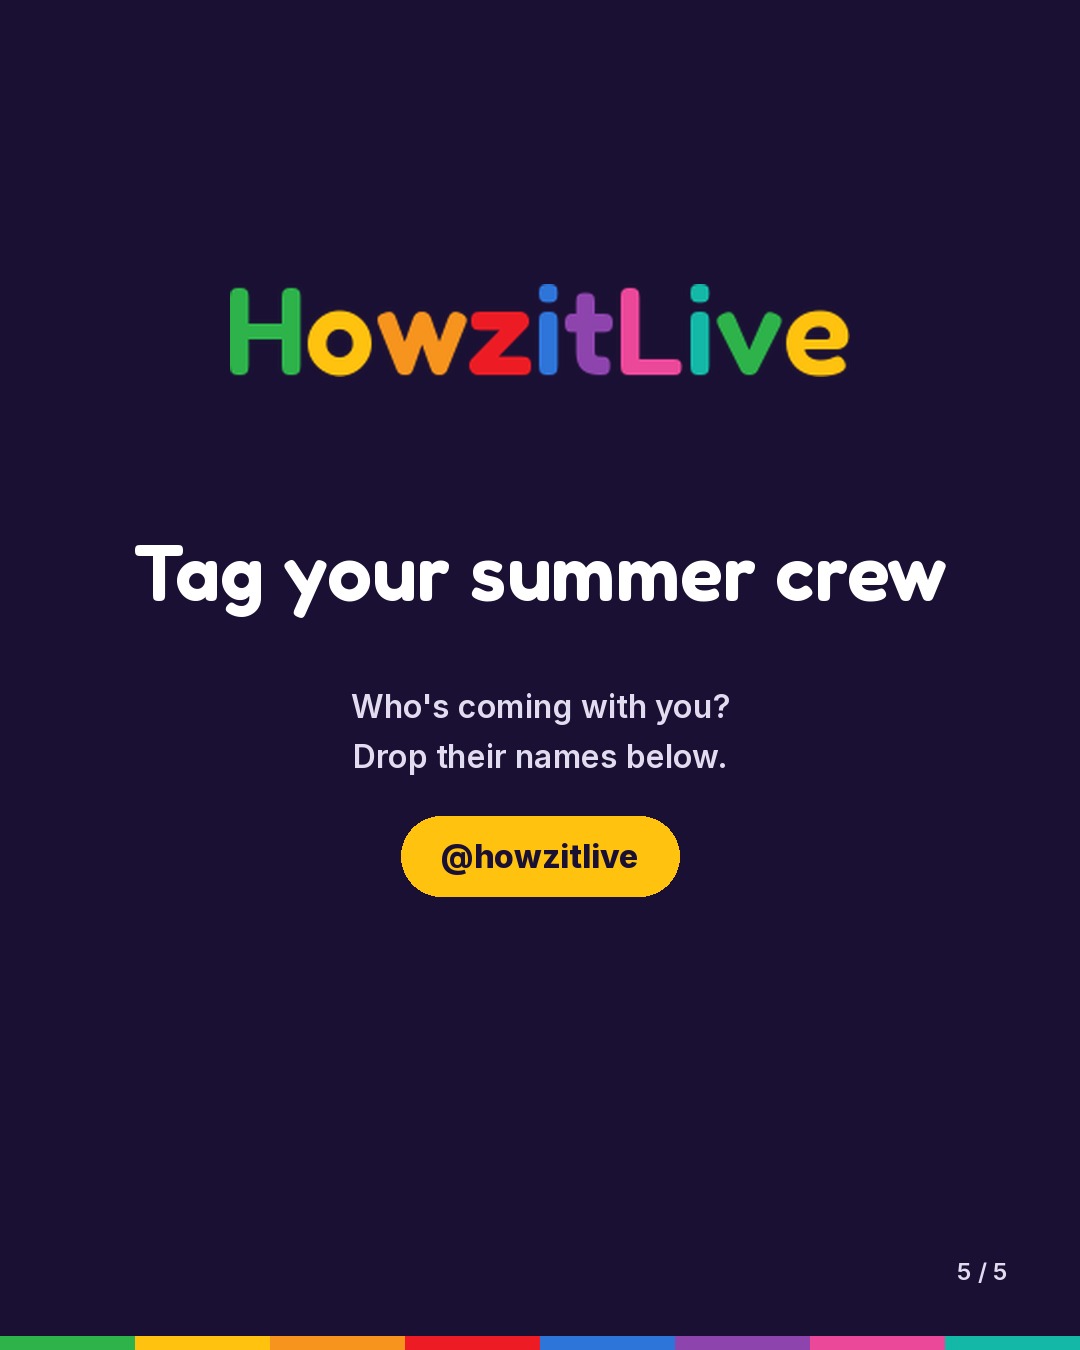 HowzitLive
Tag your summer crew
Who's coming with you?
Drop their names below.
@howzitlive
5 / 5